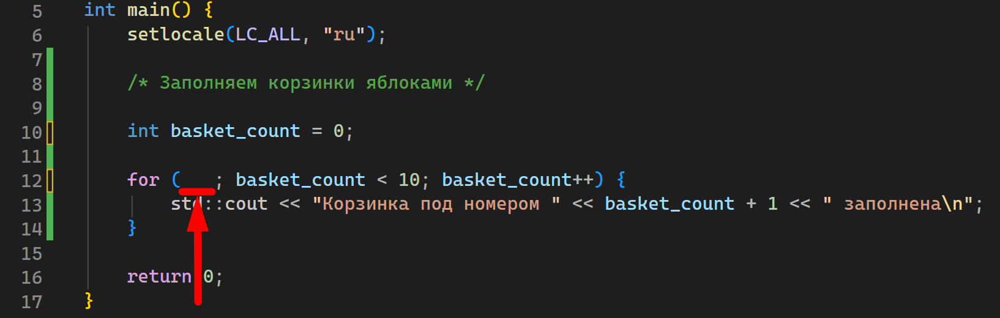 5 int main() {
6 setlocale(LC_ALL, "ru");
7
8 /* Заполняем корзинки яблоками */
9
10 int basket_count = 0;
11
12 for ( ; basket_count < 10; basket_count++) {
13 std::cout << "Корзинка под номером " << basket_count + 1 << " заполнена\n";
14 }
15
16 return 0;
17 }